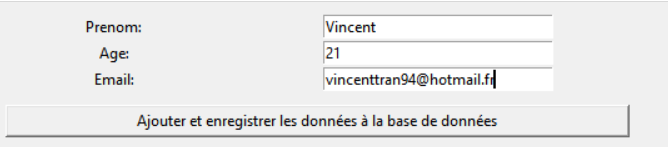 Prenom: Vincent
Age: 21
Email: vincenttran94@hotmail.fr
Ajouter et enregistrer les données à la base de données